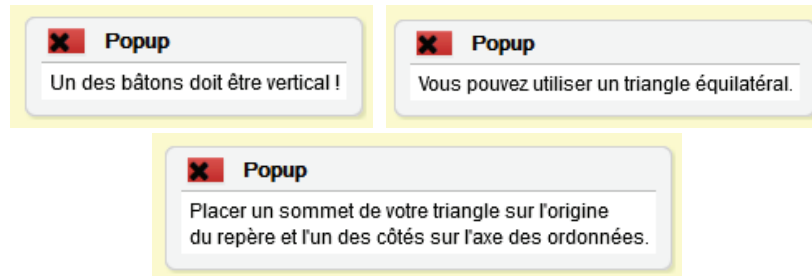 Popup
Un des bâtons doit être vertical !
Popup
Vous pouvez utiliser un triangle équilatéral.
Popup
Placer un sommet de votre triangle sur l'origine
du repère et l'un des côtés sur l'axe des ordonnées.